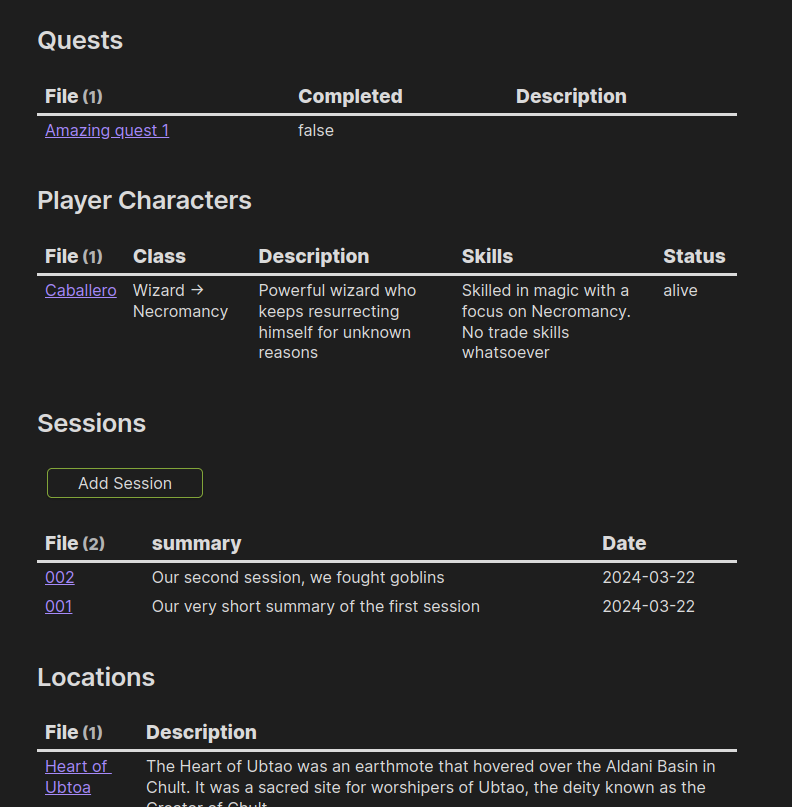 Quests
File (1) Completed Description
Amazing quest 1 false
Player Characters
File (1) Class Description Skills Status
Caballero Wizard → Powerful wizard who Skilled in magic with a alive
Necromancy keeps resurrecting focus on Necromancy.
himself for unknown No trade skills
reasons whatsoever
Sessions
Add Session
File (2) summary Date
002 Our second session, we fought goblins 2024-03-22
001 Our very short summary of the first session 2024-03-22
Locations
File (1) Description
Heart of The Heart of Ubtao was an earthmote that hovered over the Aldani Basin in
Ubtoa Chult. It was a sacred site for worshipers of Ubtao, the deity known as the
Creator of Chult